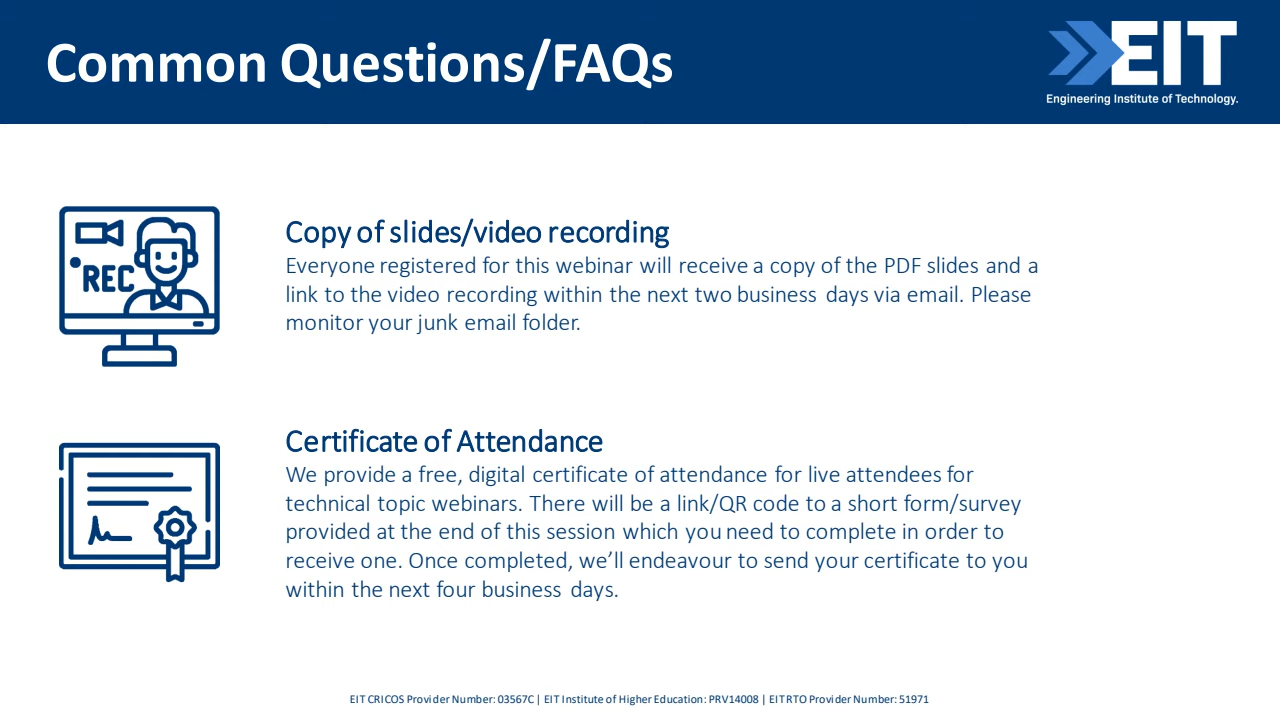 Common Questions/FAQs
EIT
Engineering Institute of Technology.
REC
Copy of slides/video recording
Everyone registered for this webinar will receive a copy of the PDF slides and a
link to the video recording within the next two business days via email. Please
monitor your junk email folder.
Certificate of Attendance
We provide a free, digital certificate of attendance for live attendees for
technical topic webinars. There will be a link/QR code to a short form/survey
provided at the end of this session which you need to complete in order to
receive one. Once completed, we’ll endeavour to send your certificate to you
within the next four business days.
EIT CRICOS Provider Number: 03567C | EIT Institute of Higher Education: PRV14008 | EIT RTO Provider Number: 51971